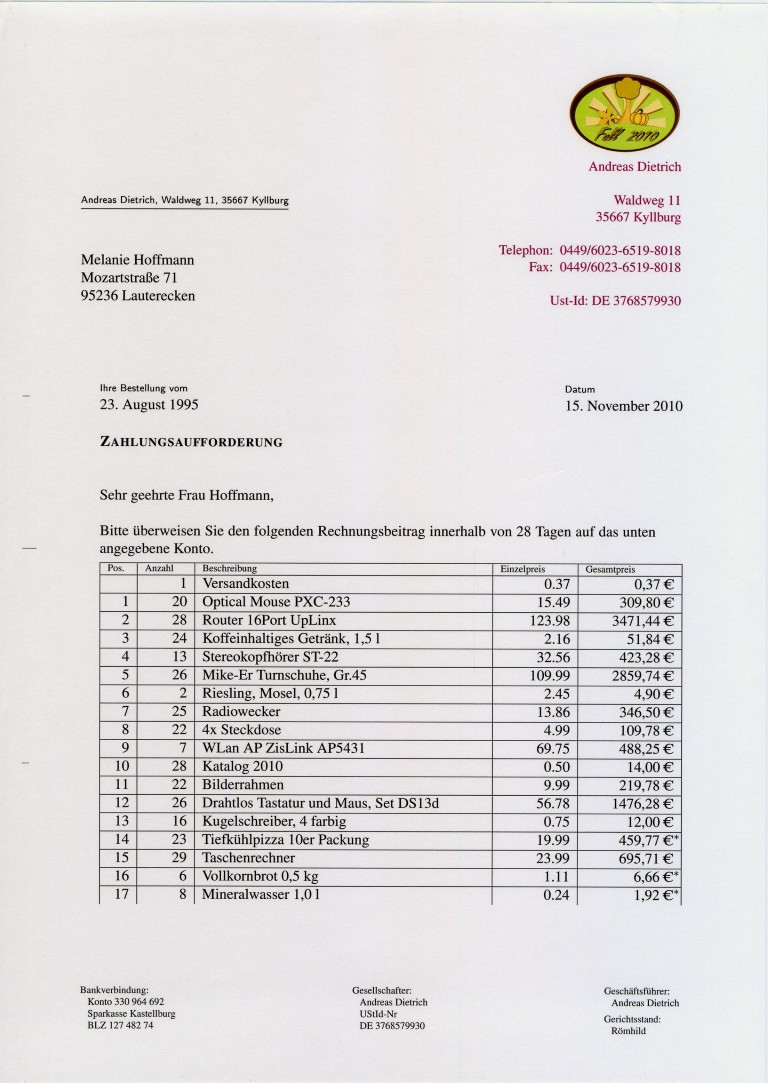 Fall 2010
Andreas Dietrich
Waldweg 11
35667 Kyllburg
Telephon: 0449/6023-6519-8018
Fax: 0449/6023-6519-8018
Ust-Id: DE 3768579930
Andreas Dietrich, Waldweg 11, 35667 Kyllburg
Melanie Hoffmann
Mozartstraße 71
95236 Lauterecken
Ihre Bestellung vom
23. August 1995
Datum
15. November 2010
ZAHLUNGSAUFFORDERUNG
Sehr geehrte Frau Hoffmann,
Bitte überweisen Sie den folgenden Rechnungsbeitrag innerhalb von 28 Tagen auf das unten
angegebene Konto.
Pos. Anzahl Beschreibung Einzelpreis Gesamtpreis
1 Versandkosten 0.37 0,37 €
1 20 Optical Mouse PXC-233 15.49 309,80 €
2 28 Router 16Port UpLinx 123.98 3471,44 €
3 24 Koffeinhaltiges Getränk, 1,5 l 2.16 51,84 €
4 13 Stereokopfhörer ST-22 32.56 423,28 €
5 26 Mike-Er Turnschuhe, Gr.45 109.99 2859,74 €
6 2 Riesling, Mosel, 0,75 l 2.45 4,90 €
7 25 Radiowecker 13.86 346,50 €
8 22 4x Steckdose 4.99 109,78 €
9 7 WLan AP ZisLink AP5431 69.75 488,25 €
10 28 Katalog 2010 0.50 14,00 €
11 22 Bilderrahmen 9.99 219,78 €
12 26 Drahtlos Tastatur und Maus, Set DS13d 56.78 1476,28 €
13 16 Kugelschreiber, 4 farbig 0.75 12,00 €
14 23 Tiefkühlpizza 10er Packung 19.99 459,77 €*
15 29 Taschenrechner 23.99 695,71 €
16 6 Vollkornbrot 0,5 kg 1.11 6,66 €*
17 8 Mineralwasser 1,0 l 0.24 1,92 €*
Bankverbindung:
Konto 330 964 692
Sparkasse Kastellburg
BLZ 127 482 74
Gesellschafter:
Andreas Dietrich
UStId-Nr
DE 3768579930
Geschäftsführer:
Andreas Dietrich
Gerichtsstand:
Römhild